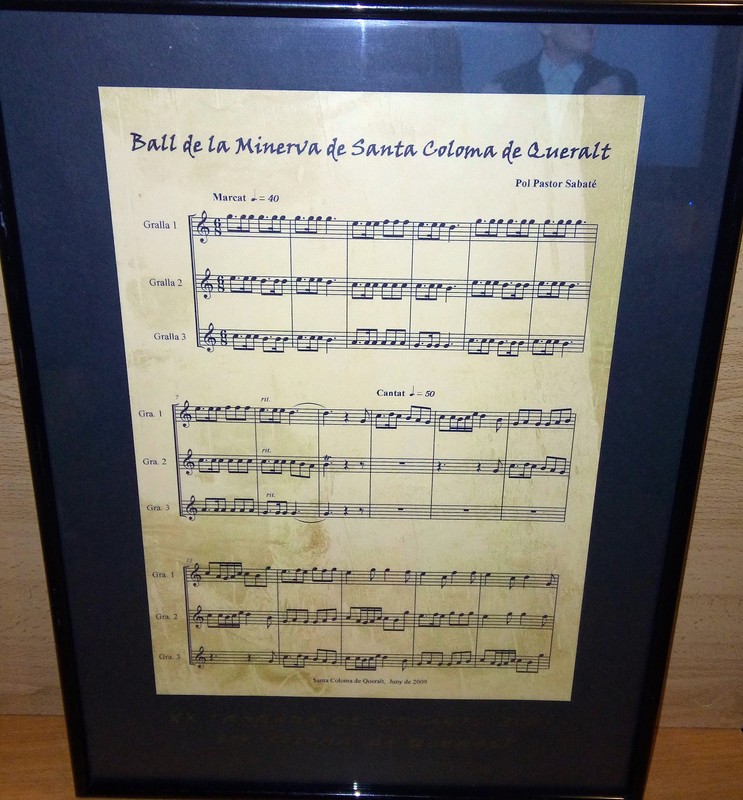 Ball de la Minerva de Santa Coloma de Queralt
Pol Pastor Sabaté
Marcat ♩. = 40
Gralla 1
Gralla 2
Gralla 3
7
rit.
Cantat ♩ = 50
Gra. 1
rit.
Gra. 2
rit.
Gra. 3
13
Gra. 1
Gra. 2
Gra. 3
Santa Coloma de Queralt, Juny de 2009